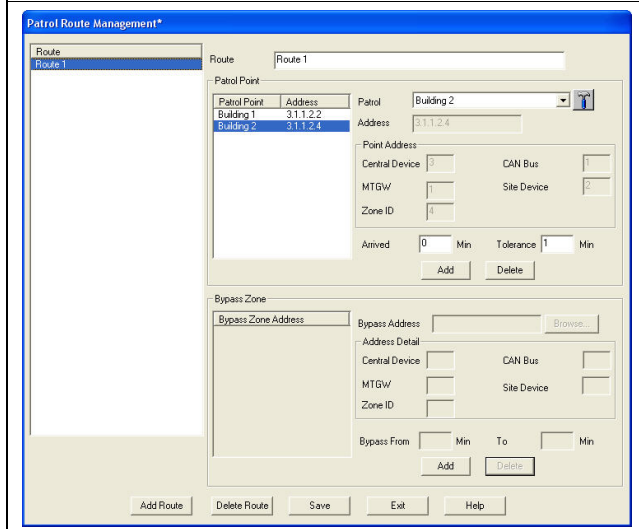 Patrol Route Management*
Route
Route 1
Route Route 1
Patrol Point
Patrol Point Address
Building 1 3.1.1.2.2
Building 2 3.1.1.2.4
Patrol Building 2
Address 3.1.1.2.4
Point Address
Central Device 3 CAN Bus 1
MTGW 1 Site Device 2
Zone ID 4
Arrived 0 Min Tolerance 1 Min
Add Delete
Bypass Zone
Bypass Zone Address
Bypass Address Browse...
Address Detail
Central Device CAN Bus
MTGW Site Device
Zone ID
Bypass From Min To Min
Add Delete
Add Route Delete Route Save Exit Help